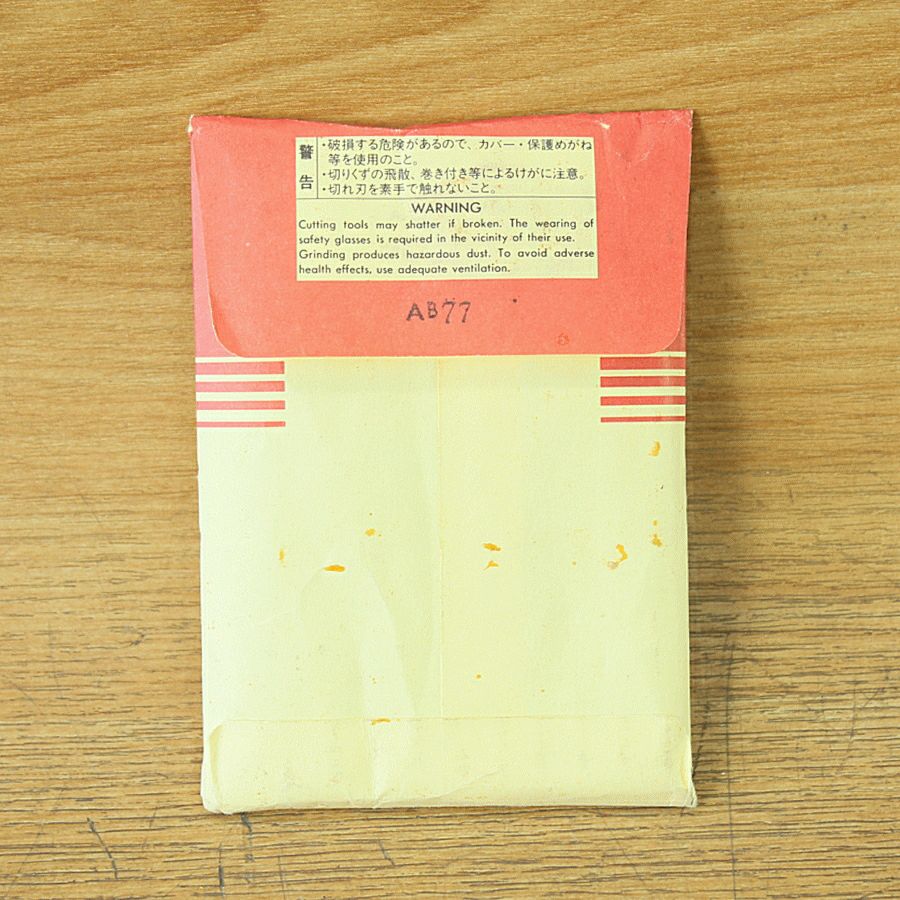 警告
・破損する危険があるので、カバー・保護めがね
等を使用のこと。
・切りくずの飛散、巻き付き等によるけがに注意。
・切れ刃を素手で触れないこと。
WARNING
Cutting tools may shatter if broken. The wearing of
safety glasses is required in the vicinity of their use.
Grinding produces hazardous dust. To avoid adverse
health effects, use adequate ventilation.
AB77